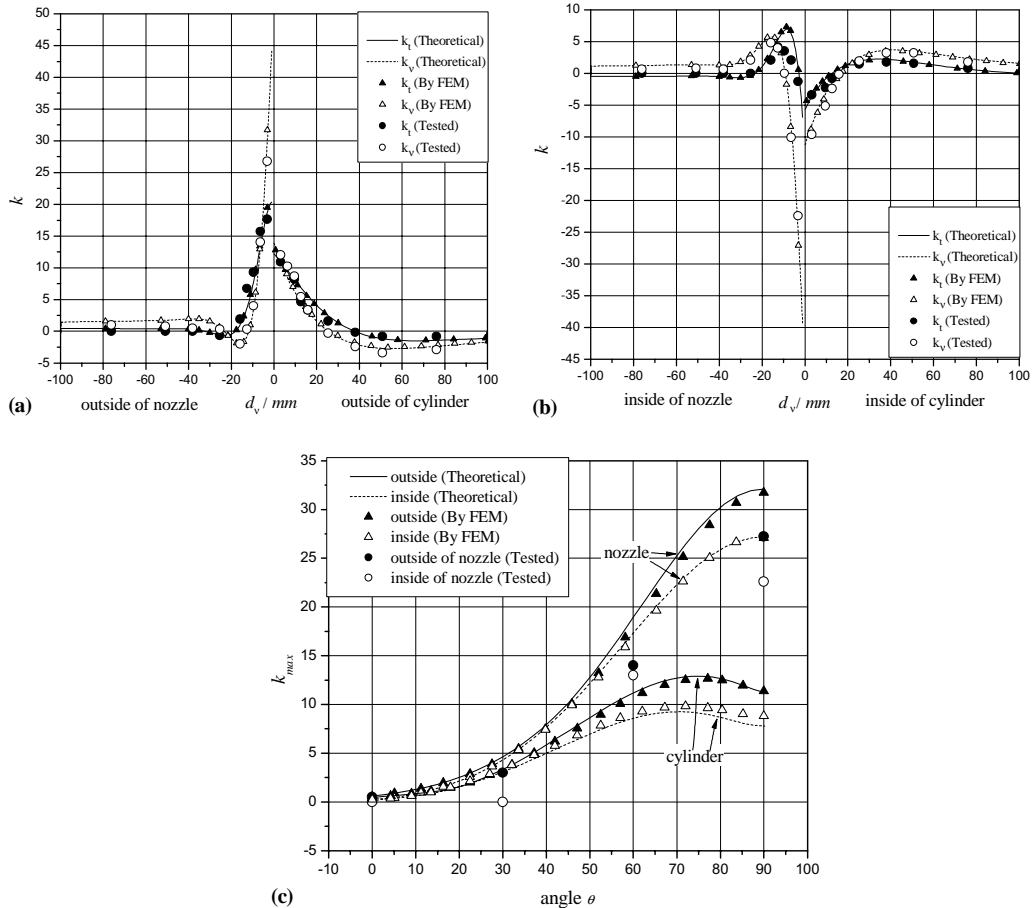 50
45
40
35
30
25
20
15
10
5
0
-5
k
k_t (Theoretical)
k_v (Theoretical)
k_t (By FEM)
k_v (By FEM)
k_t (Tested)
k_v (Tested)
-100 -80 -60 -40 -20 0 20 40 60 80 100
(a) outside of nozzle d_v / mm outside of cylinder
10
5
0
-5
-10
-15
-20
-25
-30
-35
-40
-45
k
k_t (Theoretical)
k_v (Theoretical)
k_t (By FEM)
k_v (By FEM)
k_t (Tested)
k_v (Tested)
-100 -80 -60 -40 -20 0 20 40 60 80 100
(b) inside of nozzle d_v / mm inside of cylinder
35
30
25
20
15
10
5
0
-5
k_max
outside (Theoretical)
inside (Theoretical)
outside (By FEM)
inside (By FEM)
outside of nozzle (Tested)
inside of nozzle (Tested)
nozzle
cylinder
-10 0 10 20 30 40 50 60 70 80 90 100
(c) angle θ